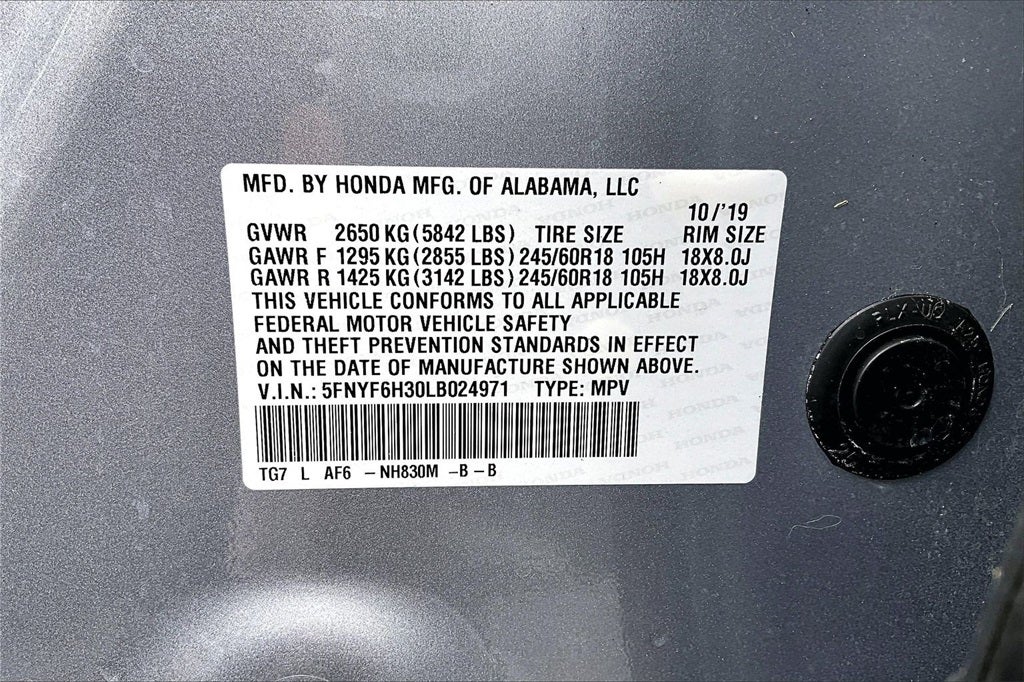 MFD. BY HONDA MFG. OF ALABAMA, LLC
10/'19
GVWR 2650 KG (5842 LBS) TIRE SIZE RIM SIZE
GAWR F 1295 KG (2855 LBS) 245/60R18 105H 18X8.0J
GAWR R 1425 KG (3142 LBS) 245/60R18 105H 18X8.0J
THIS VEHICLE CONFORMS TO ALL APPLICABLE
FEDERAL MOTOR VEHICLE SAFETY
AND THEFT PREVENTION STANDARDS IN EFFECT
ON THE DATE OF MANUFACTURE SHOWN ABOVE.
V.I.N.: 5FNYF6H30LB024971 TYPE: MPV
TG7 L AF6 - NH830M - B - B